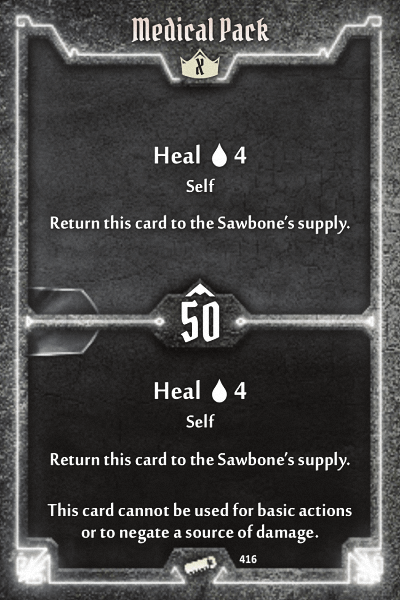 Medical Pack
X
Heal 4
Self
Return this card to the Sawbone's supply.
50
Heal 4
Self
Return this card to the Sawbone's supply.
This card cannot be used for basic actions
or to negate a source of damage.
416